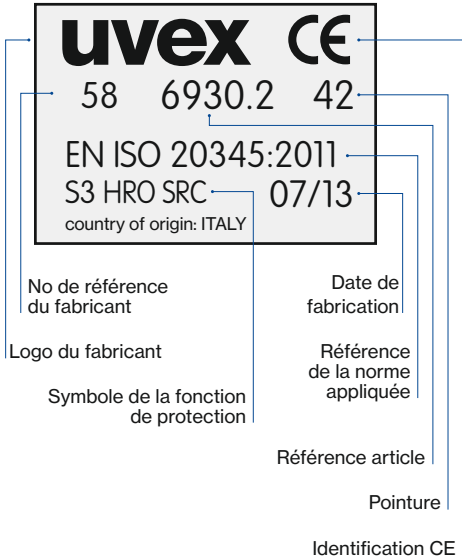 uvex CE
58 6930.2 42
EN ISO 20345:2011
S3 HRO SRC 07/13
country of origin: ITALY
No de référence
du fabricant
Date de
fabrication
Logo du fabricant
Référence
de la norme
appliquée
Symbole de la fonction
de protection
Référence article
Pointure
Identification CE